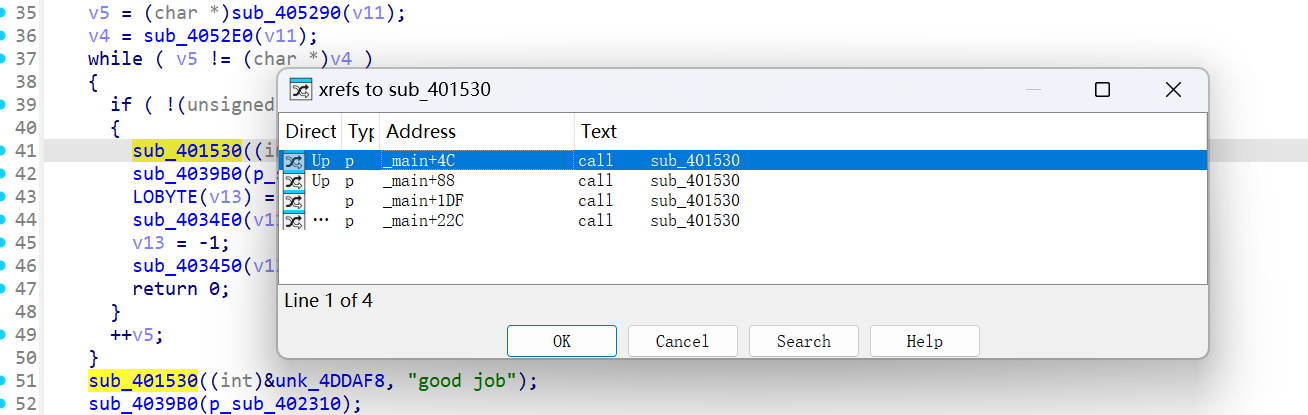 35 v5 = (char *)sub_405290(v11);
36 v4 = sub_4052E0(v11);
37 while ( v5 != (char *)v4 )
38 {
39 if ( !(unsigned
40 {
41 sub_401530((i
42 sub_4039B0(p_
43 LOBYTE(v13) =
44 sub_4034E0(v1
45 v13 = -1;
46 sub_403450(v1
47 return 0;
48 }
49 ++v5;
50 }
51 sub_401530((int)&unk_4DDAF8, "good job");
52 sub_4039B0(p_sub_402310);
xrefs to sub_401530
Direct Typ Address Text
Up p _main+4C call sub_401530
Up p _main+88 call sub_401530
p _main+1DF call sub_401530
… p _main+22C call sub_401530
Line 1 of 4
OK Cancel Search Help